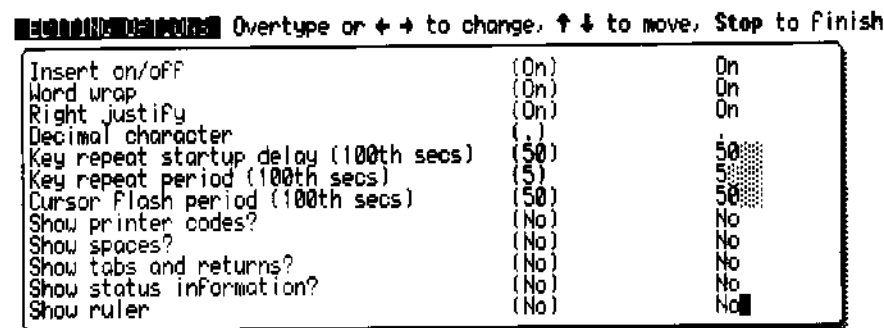 EDITING OPTIONS Overtype or ← → to change, ↑ ↓ to move, Stop to finish
Insert on/off (On) On
Word wrap (On) On
Right justify (On) On
Decimal character (.) .
Key repeat startup delay (100th secs) (50) 50
Key repeat period (100th secs) (5) 5
Cursor flash period (100th secs) (50) 50
Show printer codes? (No) No
Show spaces? (No) No
Show tabs and returns? (No) No
Show status information? (No) No
Show ruler (No) No